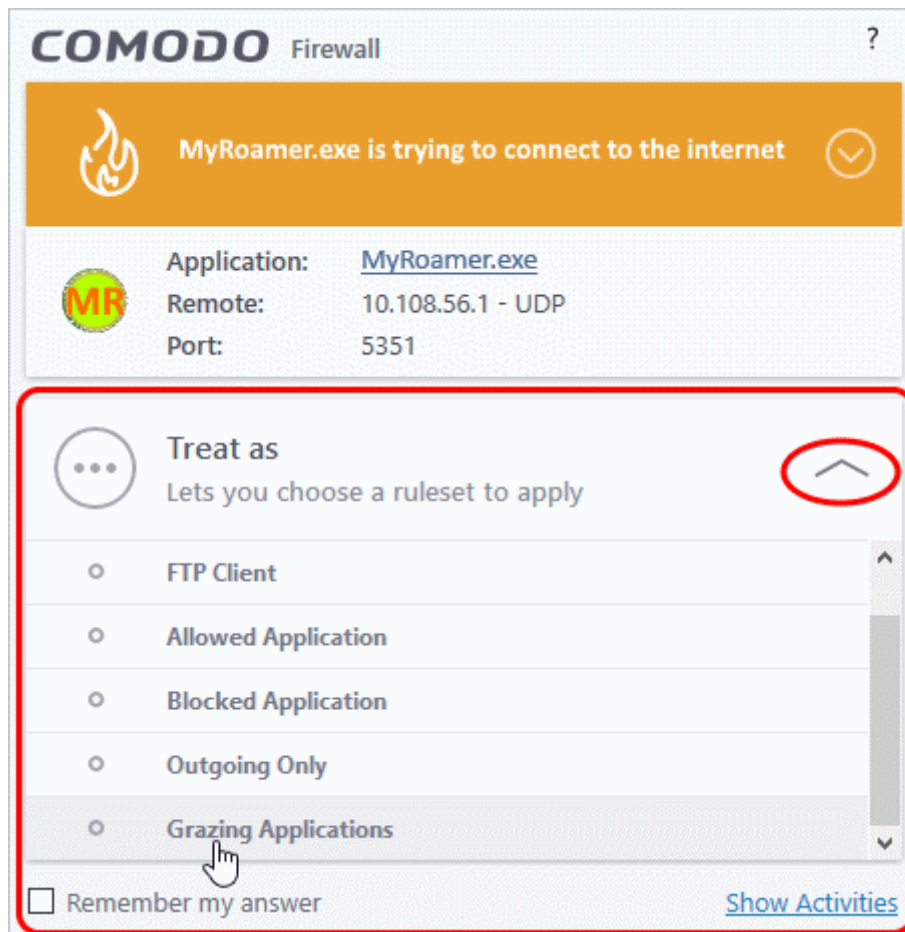 COMODO Firewall ?
MyRoamer.exe is trying to connect to the internet
MR
Application: MyRoamer.exe
Remote: 10.108.56.1 - UDP
Port: 5351
Treat as
Lets you choose a ruleset to apply
FTP Client
Allowed Application
Blocked Application
Outgoing Only
Grazing Applications
Remember my answer Show Activities